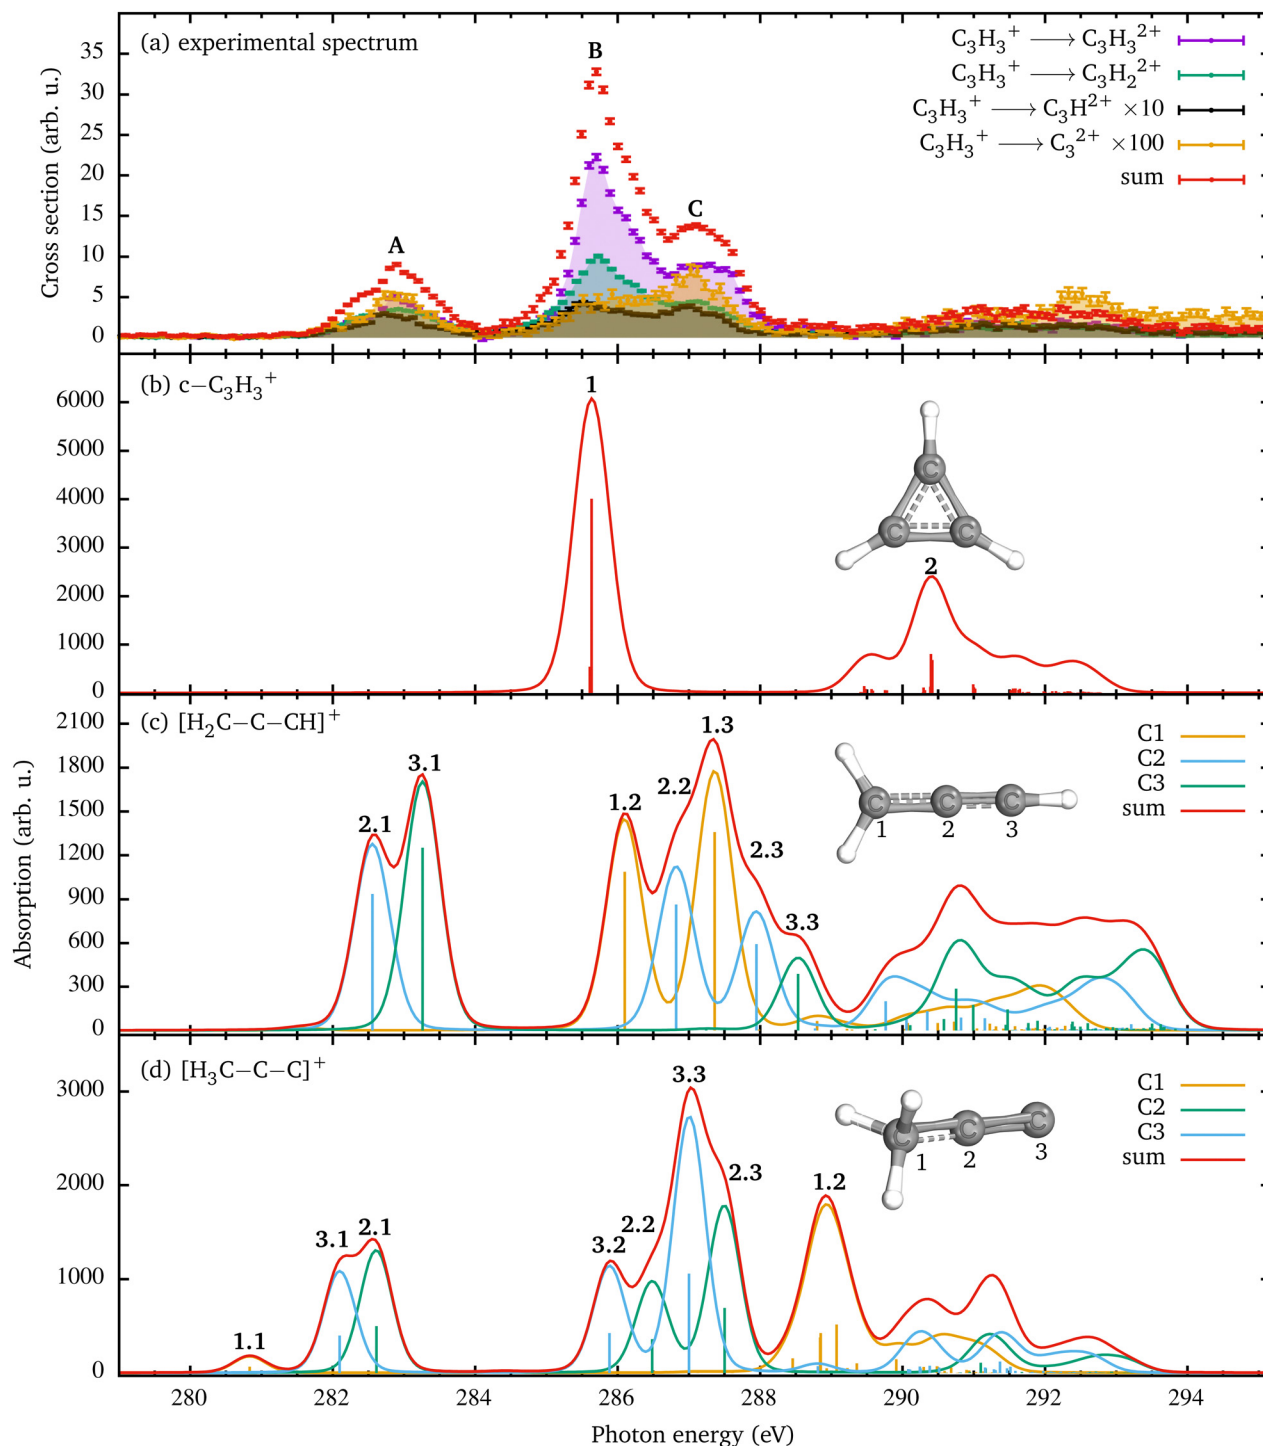 (a) experimental spectrum
C₃H₃⁺ ⟶ C₃H₃²⁺
C₃H₃⁺ ⟶ C₃H₂²⁺
C₃H₃⁺ ⟶ C₃H²⁺ ×10
C₃H₃⁺ ⟶ C₃²⁺ ×100
sum
A
B
C
Cross section (arb. u.)
35
30
25
20
15
10
5
0
(b) c−C₃H₃⁺
1
2
C
C
C
6000
5000
4000
3000
2000
1000
0
Absorption (arb. u.)
(c) [H₂C−C−CH]⁺
C1
C2
C3
sum
2.1
3.1
1.2
2.2
1.3
2.3
3.3
C C C
1 2 3
2100
1800
1500
1200
900
600
300
0
(d) [H₃C−C−C]⁺
C1
C2
C3
sum
1.1
3.1
2.1
3.2
2.2
3.3
2.3
1.2
C C C
1 2 3
3000
2000
1000
0
280 282 284 286 288 290 292 294
Photon energy (eV)